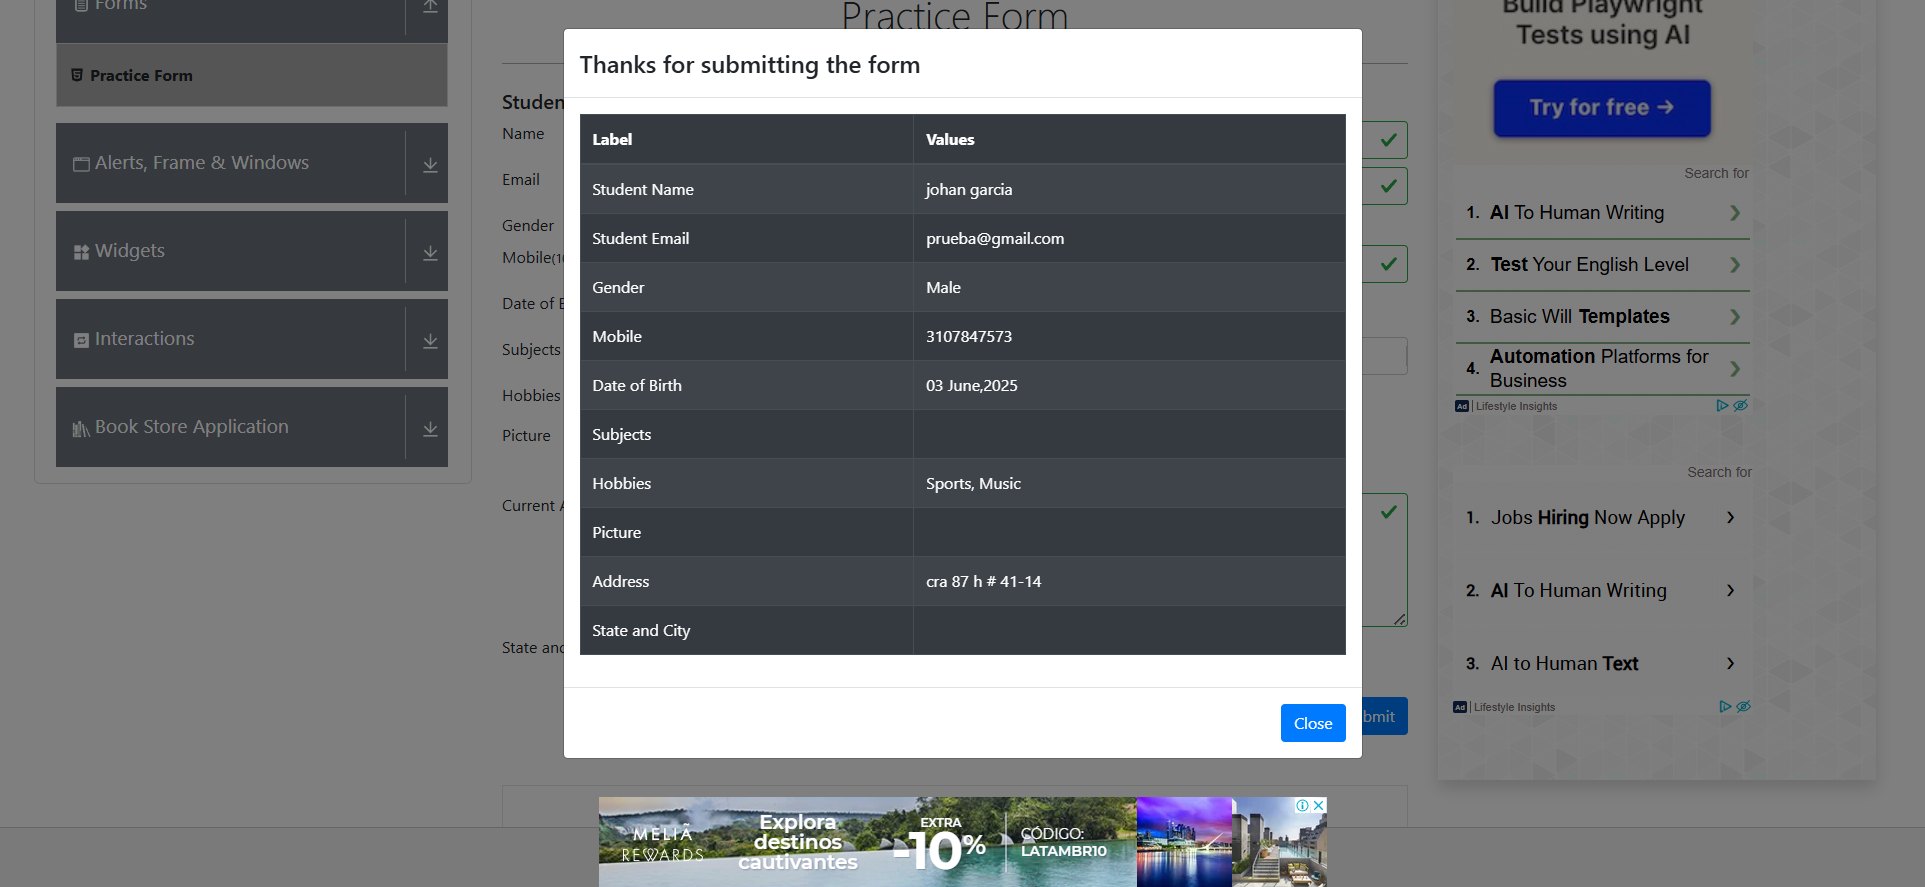 Forms
Practice Form
Alerts, Frame & Windows
Widgets
Interactions
Book Store Application
Practice Form
Name
Email
Gender
Date of
Subjects
Hobbies
Picture
Current
State
Thanks for submitting the form
Label Values
Student Name johan garcia
Student Email prueba@gmail.com
Gender Male
Mobile 3107847573
Date of Birth 03 June,2025
Subjects
Hobbies Sports, Music
Picture
Address cra 87 h # 41-14
State and City
Close
Build Playwright
Tests using AI
Try for free →
Search for
1. AI To Human Writing
2. Test Your English Level
3. Basic Will Templates
4. Automation Platforms for
Business
Ad | Lifestyle Insights
Search for
1. Jobs Hiring Now Apply
2. AI To Human Writing
3. AI to Human Text
Ad | Lifestyle Insights
MELIÃ
REWARDS
Explora
destinos
cautivantes
EXTRA
-10%
CÓDIGO:
LATAMBR10